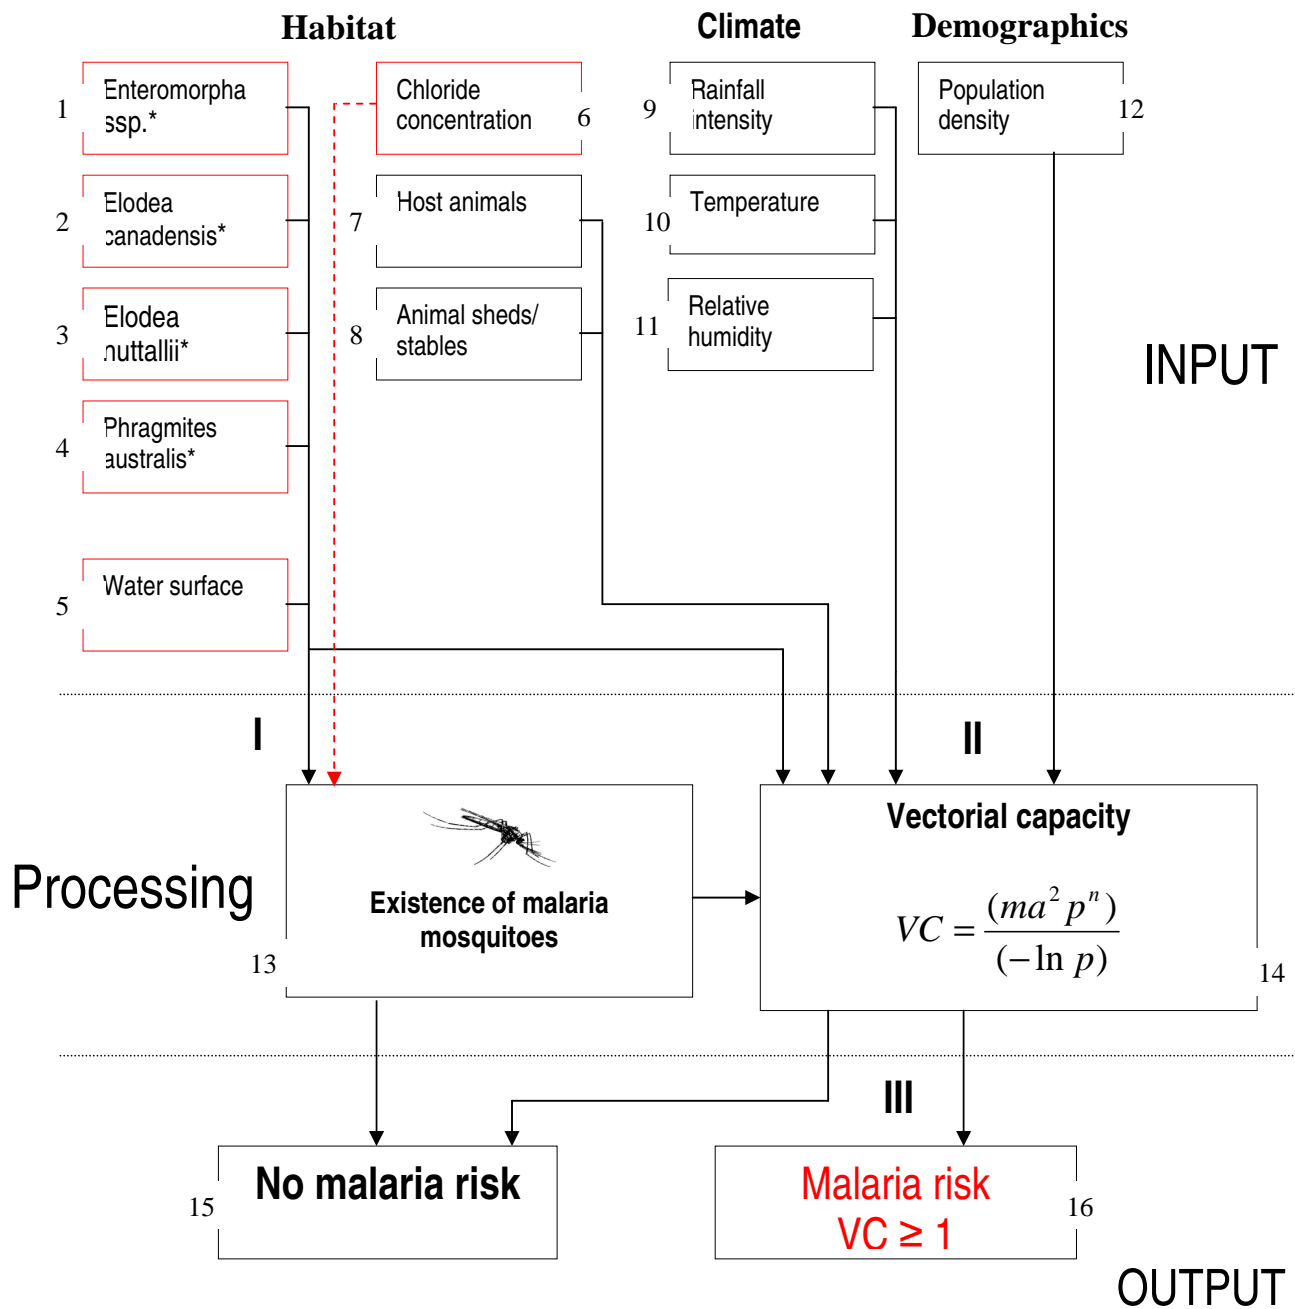 Habitat
Climate
Demographics
1
Enteromorpha
ssp.*
Chloride
concentration
6
9
Rainfall
intensity
Population
density
12
2
Elodea
canadensis*
7
Host animals
10
Temperature
3
Elodea
nuttallii*
8
Animal sheds/
stables
11
Relative
humidity
INPUT
4
Phragmites
australis*
5
Water surface
I
II
Processing
Existence of malaria
mosquitoes
13
Vectorial capacity
VC = (ma² pⁿ) / (−ln p)
14
III
15
No malaria risk
Malaria risk
VC ≥ 1
16
OUTPUT